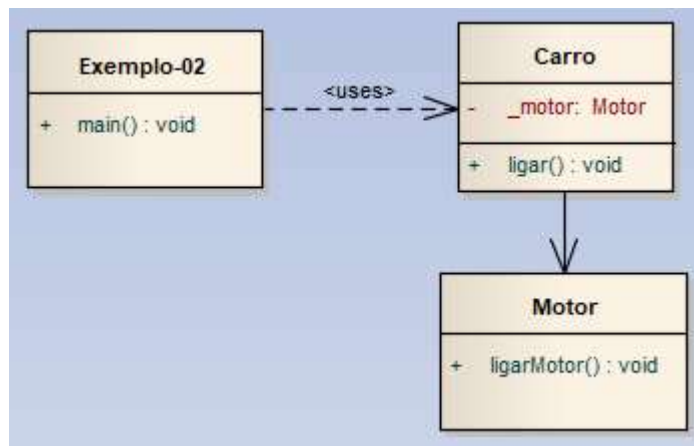 Exemplo-02
+ main() : void
<uses>
Carro
- _motor: Motor
+ ligar() : void
Motor
+ ligarMotor() : void